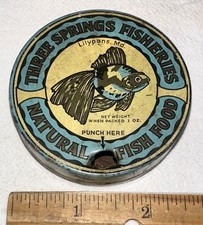 THREE SPRINGS FISHERIES
Lilypons, Md.
NET WEIGHT
WHEN PACKED 1 OZ.
PUNCH HERE
NATURAL FISH FOOD
1
2